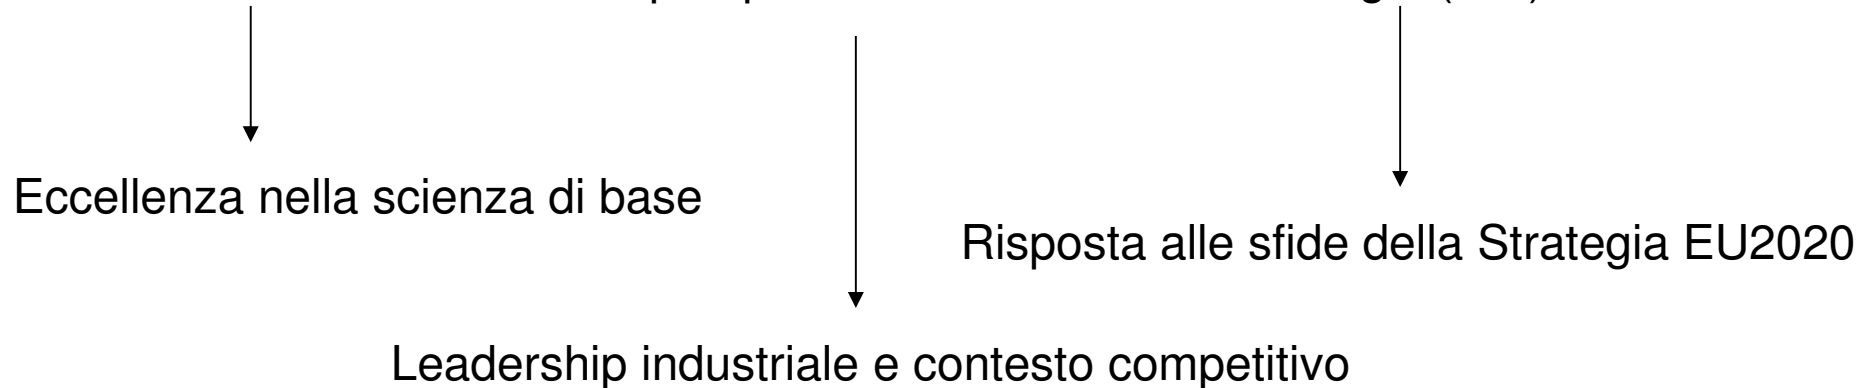 Eccellenza nella scienza di base
Risposta alle sfide della Strategia EU2020
Leadership industriale e contesto competitivo